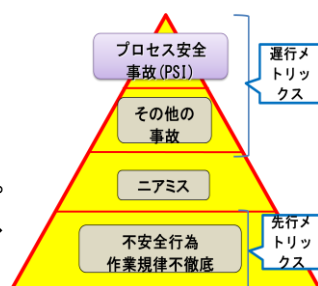 プロセス安全
事故(PSI)
遅行メ
トリッ
クス
その他の
事故
ニアミス
。
先行メ
トリッ
クス
不安全行為
作業規律不徹底